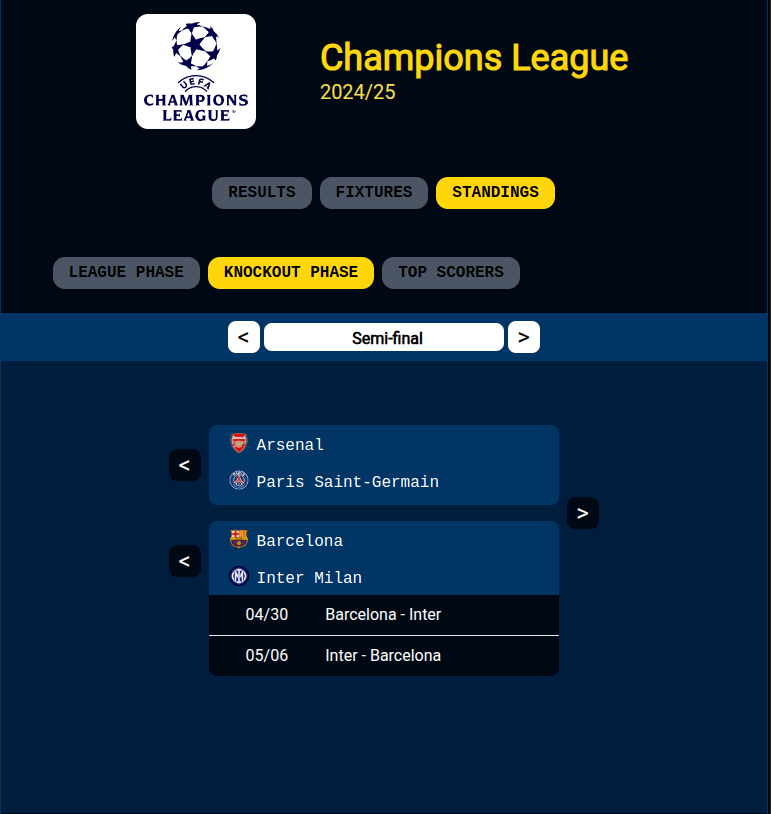 UEFA
CHAMPIONS
LEAGUE
Champions League
2024/25
RESULTS FIXTURES STANDINGS
LEAGUE PHASE KNOCKOUT PHASE TOP SCORERS
< Semi-final >
< Arsenal
Paris Saint-Germain
>
< Barcelona
Inter Milan
04/30 Barcelona - Inter
05/06 Inter - Barcelona